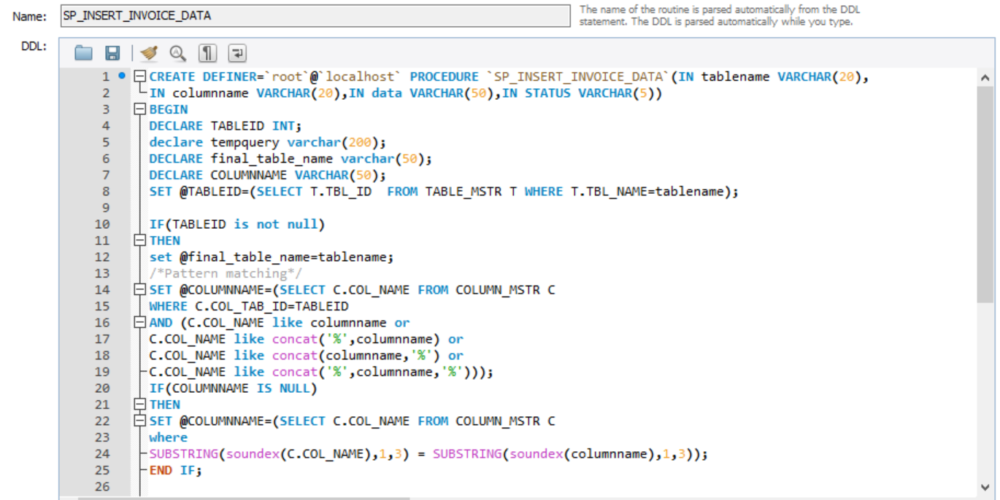 Name: SP_INSERT_INVOICE_DATA
The name of the routine is parsed automatically from the DDL
statement. The DDL is parsed automatically while you type.
DDL:
1 CREATE DEFINER=`root`@`localhost` PROCEDURE `SP_INSERT_INVOICE_DATA`(IN tablename VARCHAR(20),
2 IN columnname VARCHAR(20),IN data VARCHAR(50),IN STATUS VARCHAR(5))
3 BEGIN
4 DECLARE TABLEID INT;
5 declare tempquery varchar(200);
6 DECLARE final_table_name varchar(50);
7 DECLARE COLUMNNAME VARCHAR(50);
8 SET @TABLEID=(SELECT T.TBL_ID  FROM TABLE_MSTR T WHERE T.TBL_NAME=tablename);
9
10 IF(TABLEID is not null)
11 THEN
12 set @final_table_name=tablename;
13 /*Pattern matching*/
14 SET @COLUMNNAME=(SELECT C.COL_NAME FROM COLUMN_MSTR C
15 WHERE C.COL_TAB_ID=TABLEID
16 AND (C.COL_NAME like columnname or
17 C.COL_NAME like concat('%',columnname) or
18 C.COL_NAME like concat(columnname,'%') or
19 C.COL_NAME like concat('%',columnname,'%')));
20 IF(COLUMNNAME IS NULL)
21 THEN
22 SET @COLUMNNAME=(SELECT C.COL_NAME FROM COLUMN_MSTR C
23 where
24 SUBSTRING(soundex(C.COL_NAME),1,3) = SUBSTRING(soundex(columnname),1,3));
25 END IF;
26